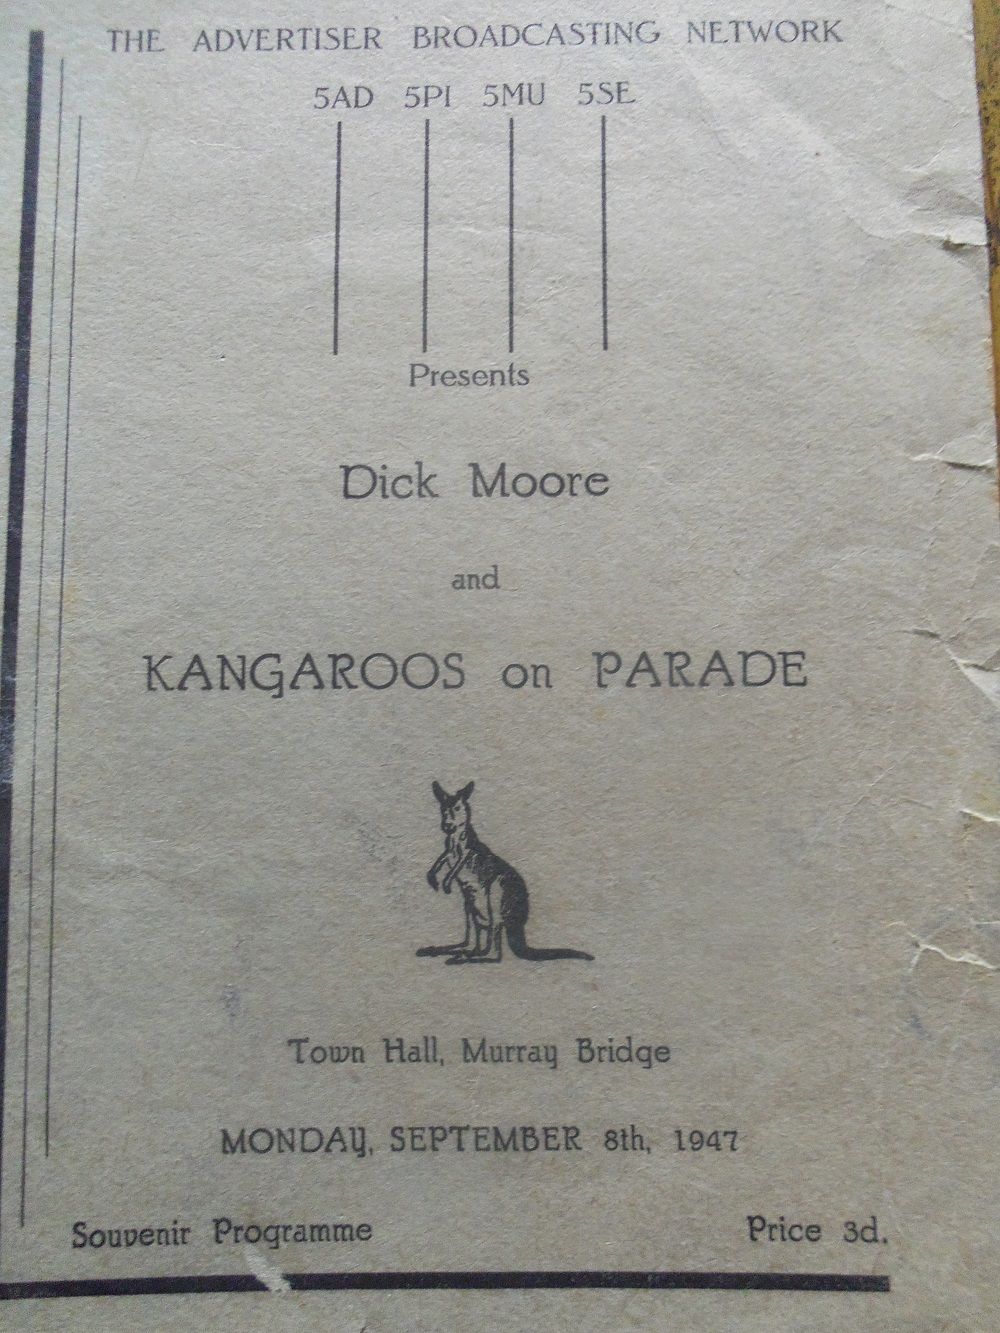 THE ADVERTISER BROADCASTING NETWORK
5AD 5PI 5MU 5SE
Presents
Dick Moore
and
KANGAROOS on PARADE
Town Hall, Murray Bridge
MONDAY, SEPTEMBER 8th, 1947
Souvenir Programme Price 3d.